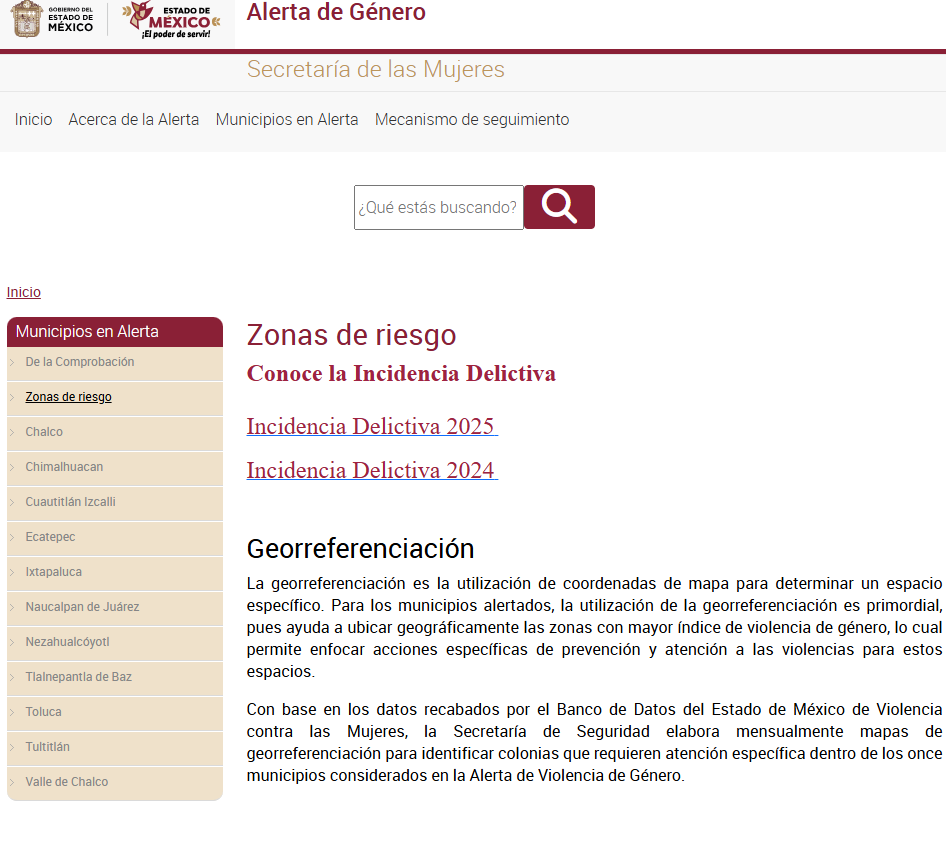 GOBIERNO DEL
ESTADO DE
MÉXICO
ESTADO DE
MÉXICO
¡El poder de servir!
Alerta de Género
Secretaría de las Mujeres
Inicio Acerca de la Alerta Municipios en Alerta Mecanismo de seguimiento
¿Qué estás buscando?
Inicio
Municipios en Alerta
De la Comprobación
Zonas de riesgo
Chalco
Chimalhuacan
Cuautitlán Izcalli
Ecatepec
Ixtapaluca
Naucalpan de Juárez
Nezahualcóyotl
Tlalnepantla de Baz
Toluca
Tultitlán
Valle de Chalco
Zonas de riesgo
Conoce la Incidencia Delictiva
Incidencia Delictiva 2025
Incidencia Delictiva 2024
Georreferenciación
La georreferenciación es la utilización de coordenadas de mapa para determinar un espacio
específico. Para los municipios alertados, la utilización de la georreferenciación es primordial,
pues ayuda a ubicar geográficamente las zonas con mayor índice de violencia de género, lo cual
permite enfocar acciones específicas de prevención y atención a las violencias para estos
espacios.
Con base en los datos recabados por el Banco de Datos del Estado de México de Violencia
contra las Mujeres, la Secretaría de Seguridad elabora mensualmente mapas de
georreferenciación para identificar colonias que requieren atención específica dentro de los once
municipios considerados en la Alerta de Violencia de Género.